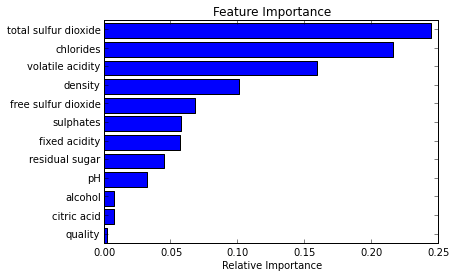 Feature Importance
total sulfur dioxide
chlorides
volatile acidity
density
free sulfur dioxide
sulphates
fixed acidity
residual sugar
pH
alcohol
citric acid
quality
0.00 0.05 0.10 0.15 0.20 0.25
Relative Importance